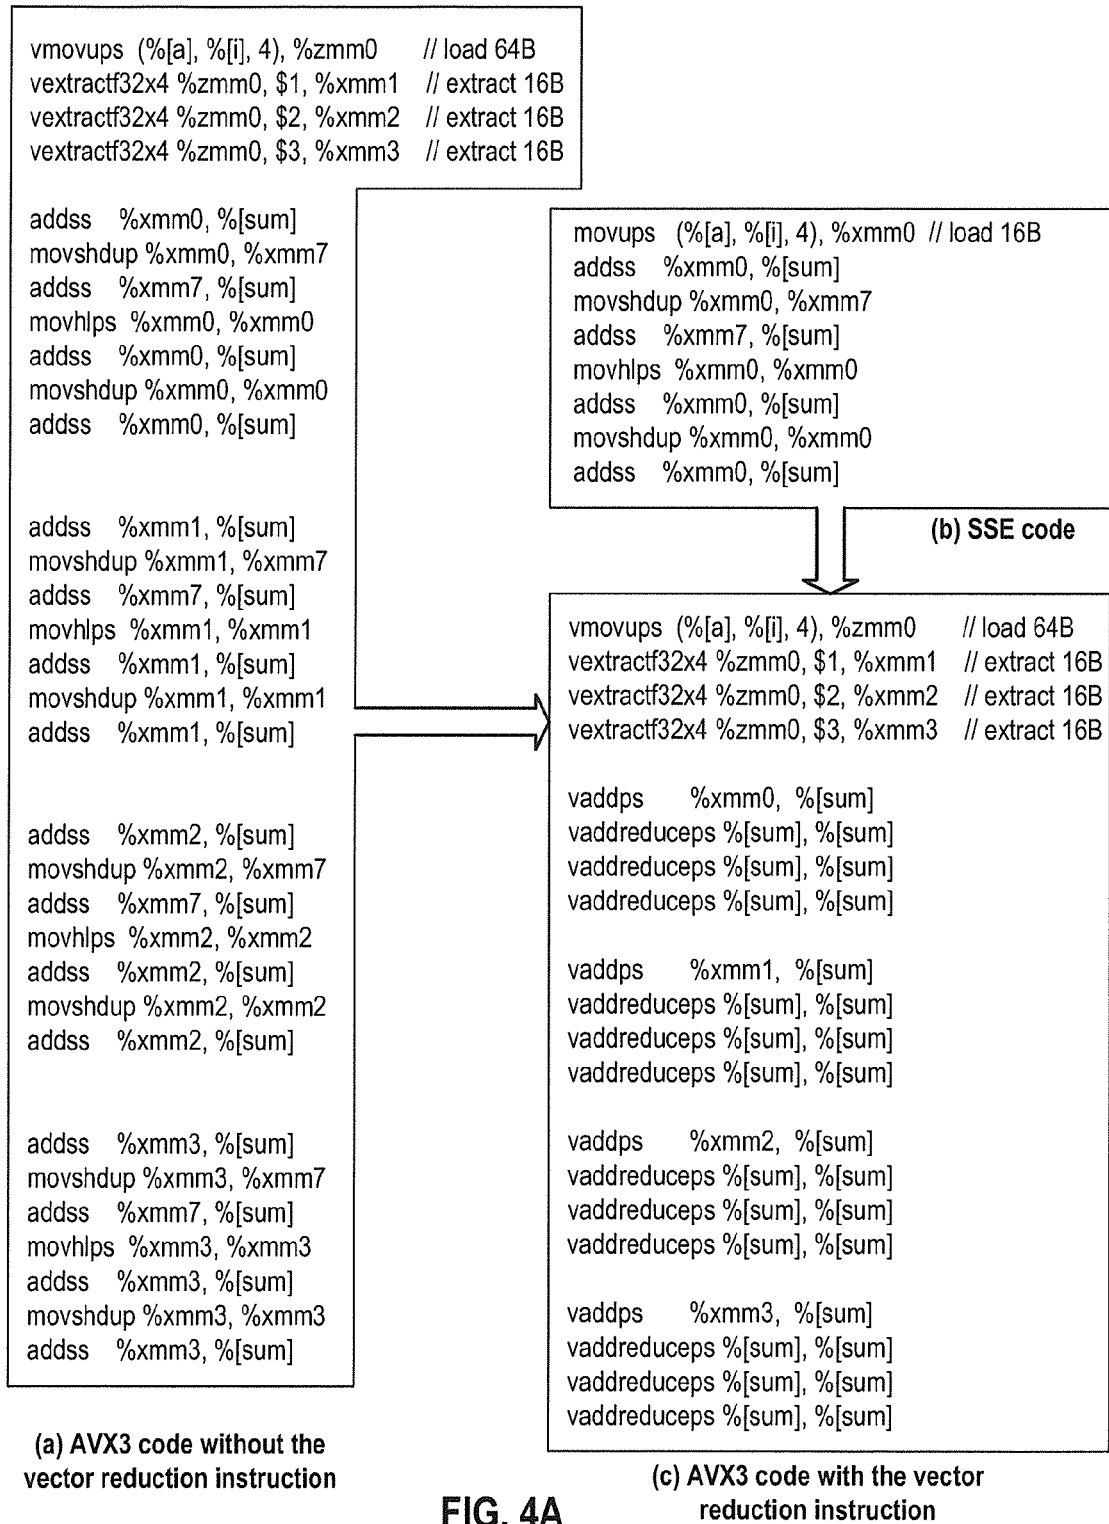 vmovups (%[a], %[i], 4), %zmm0 // load 64B
vextractf32x4 %zmm0, $1, %xmm1 // extract 16B
vextractf32x4 %zmm0, $2, %xmm2 // extract 16B
vextractf32x4 %zmm0, $3, %xmm3 // extract 16B
addss %xmm0, %[sum]
movshdup %xmm0, %xmm7
addss %xmm7, %[sum]
movhlps %xmm0, %xmm0
addss %xmm0, %[sum]
movshdup %xmm0, %xmm0
addss %xmm0, %[sum]
addss %xmm1, %[sum]
movshdup %xmm1, %xmm7
addss %xmm7, %[sum]
movhlps %xmm1, %xmm1
addss %xmm1, %[sum]
movshdup %xmm1, %xmm1
addss %xmm1, %[sum]
addss %xmm2, %[sum]
movshdup %xmm2, %xmm7
addss %xmm7, %[sum]
movhlps %xmm2, %xmm2
addss %xmm2, %[sum]
movshdup %xmm2, %xmm2
addss %xmm2, %[sum]
addss %xmm3, %[sum]
movshdup %xmm3, %xmm7
addss %xmm7, %[sum]
movhlps %xmm3, %xmm3
addss %xmm3, %[sum]
movshdup %xmm3, %xmm3
addss %xmm3, %[sum]
(a) AVX3 code without the
vector reduction instruction
movups (%[a], %[i], 4), %xmm0 // load 16B
addss %xmm0, %[sum]
movshdup %xmm0, %xmm7
addss %xmm7, %[sum]
movhlps %xmm0, %xmm0
addss %xmm0, %[sum]
movshdup %xmm0, %xmm0
addss %xmm0, %[sum]
(b) SSE code
vmovups (%[a], %[i], 4), %zmm0 // load 64B
vextractf32x4 %zmm0, $1, %xmm1 // extract 16B
vextractf32x4 %zmm0, $2, %xmm2 // extract 16B
vextractf32x4 %zmm0, $3, %xmm3 // extract 16B
vaddps %xmm0, %[sum]
vaddreduceps %[sum], %[sum]
vaddreduceps %[sum], %[sum]
vaddreduceps %[sum], %[sum]
vaddps %xmm1, %[sum]
vaddreduceps %[sum], %[sum]
vaddreduceps %[sum], %[sum]
vaddreduceps %[sum], %[sum]
vaddps %xmm2, %[sum]
vaddreduceps %[sum], %[sum]
vaddreduceps %[sum], %[sum]
vaddreduceps %[sum], %[sum]
vaddps %xmm3, %[sum]
vaddreduceps %[sum], %[sum]
vaddreduceps %[sum], %[sum]
vaddreduceps %[sum], %[sum]
(c) AVX3 code with the vector
reduction instruction
FIG. 4A